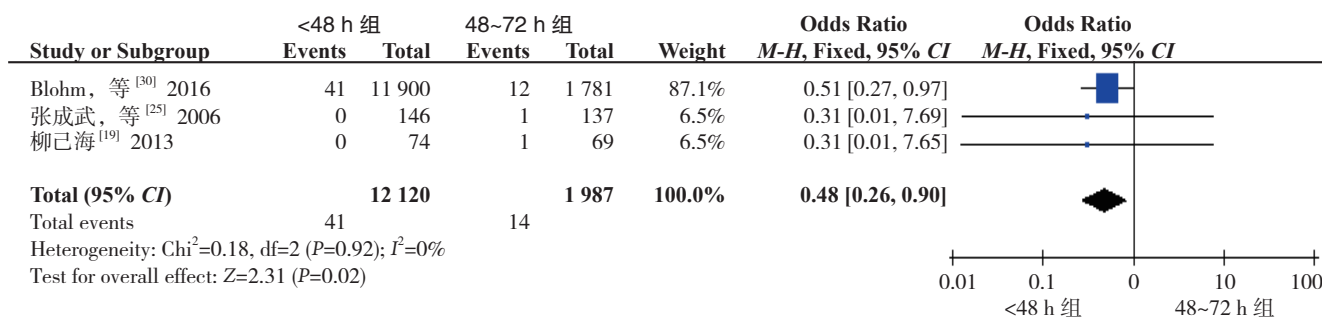 <48 h 组 48~72 h 组 Odds Ratio Odds Ratio
Study or Subgroup Events Total Events Total Weight M-H, Fixed, 95% CI M-H, Fixed, 95% CI
Blohm, 等 [30] 2016 41 11 900 12 1 781 87.1% 0.51 [0.27, 0.97]
张成武, 等 [25] 2006 0 146 1 137 6.5% 0.31 [0.01, 7.69]
柳己海 [19] 2013 0 74 1 69 6.5% 0.31 [0.01, 7.65]
Total (95% CI) 12 120 1 987 100.0% 0.48 [0.26, 0.90]
Total events 41 14
Heterogeneity: Chi²=0.18, df=2 (P=0.92); I²=0%
Test for overall effect: Z=2.31 (P=0.02)
0.01 0.1 0 10 100
<48 h 组 48~72 h 组